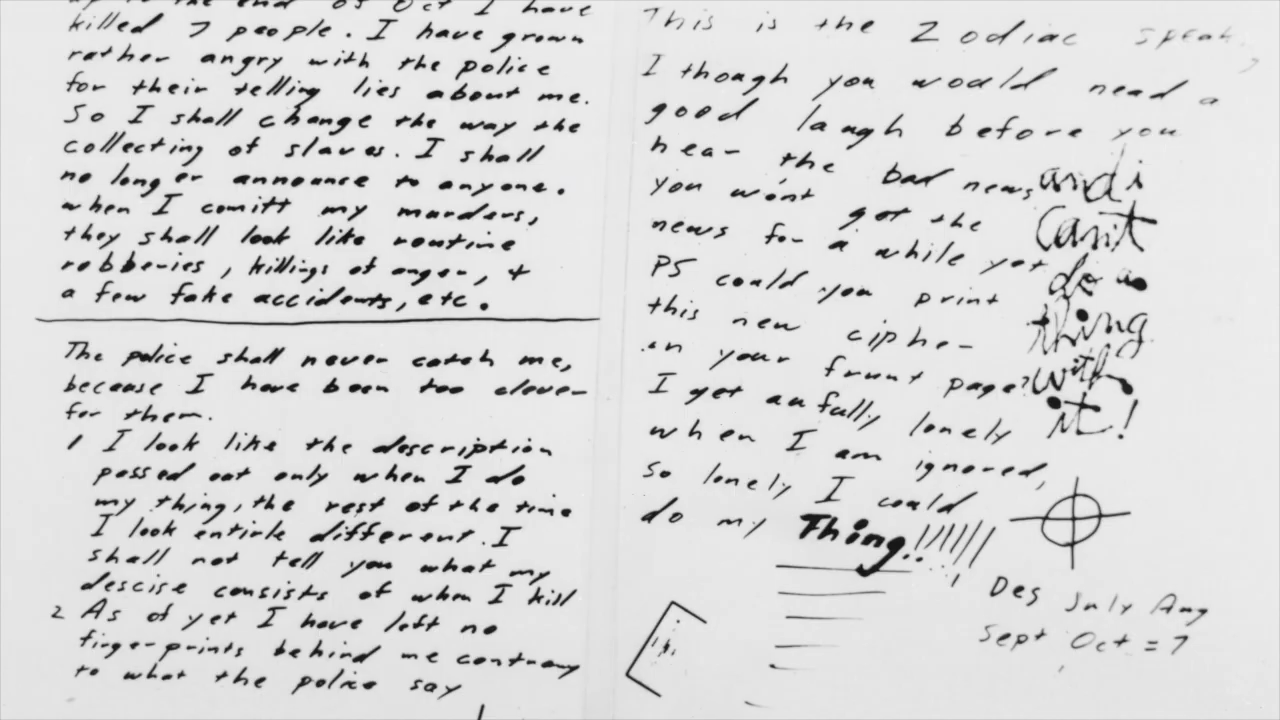 up to the end of Oct I have
killed 7 people. I have grown
rather angry with the police
for their telling lies about me.
So I shall change the way the
collecting of slaves. I shall
no longer announce to anyone.
when I comitt my murders,
they shall look like routine
robberies, killings of anger, +
a few fake accidents, etc.
The police shall never catch me,
because I have been too clever
for them.
1 I look like the description
passed out only when I do
my thing, the rest of the time
I look entirle different. I
shall not tell you what my
descise consists of when I kill
2 As of yet I have left no
fingerprints behind me contrary
to what the police say
This is the Zodiac speak
I though you would need a
good laugh before you
hear the bad news
you won't get the
news for a while yet
PS could you print
this new cipher
in your frunt page?
I get aufully lonely
when I am ignored,
so lonely I could
do my Thing!!!!!!
and i
can't
do a
thing
with
it!
Des July Aug
Sept Oct = 7